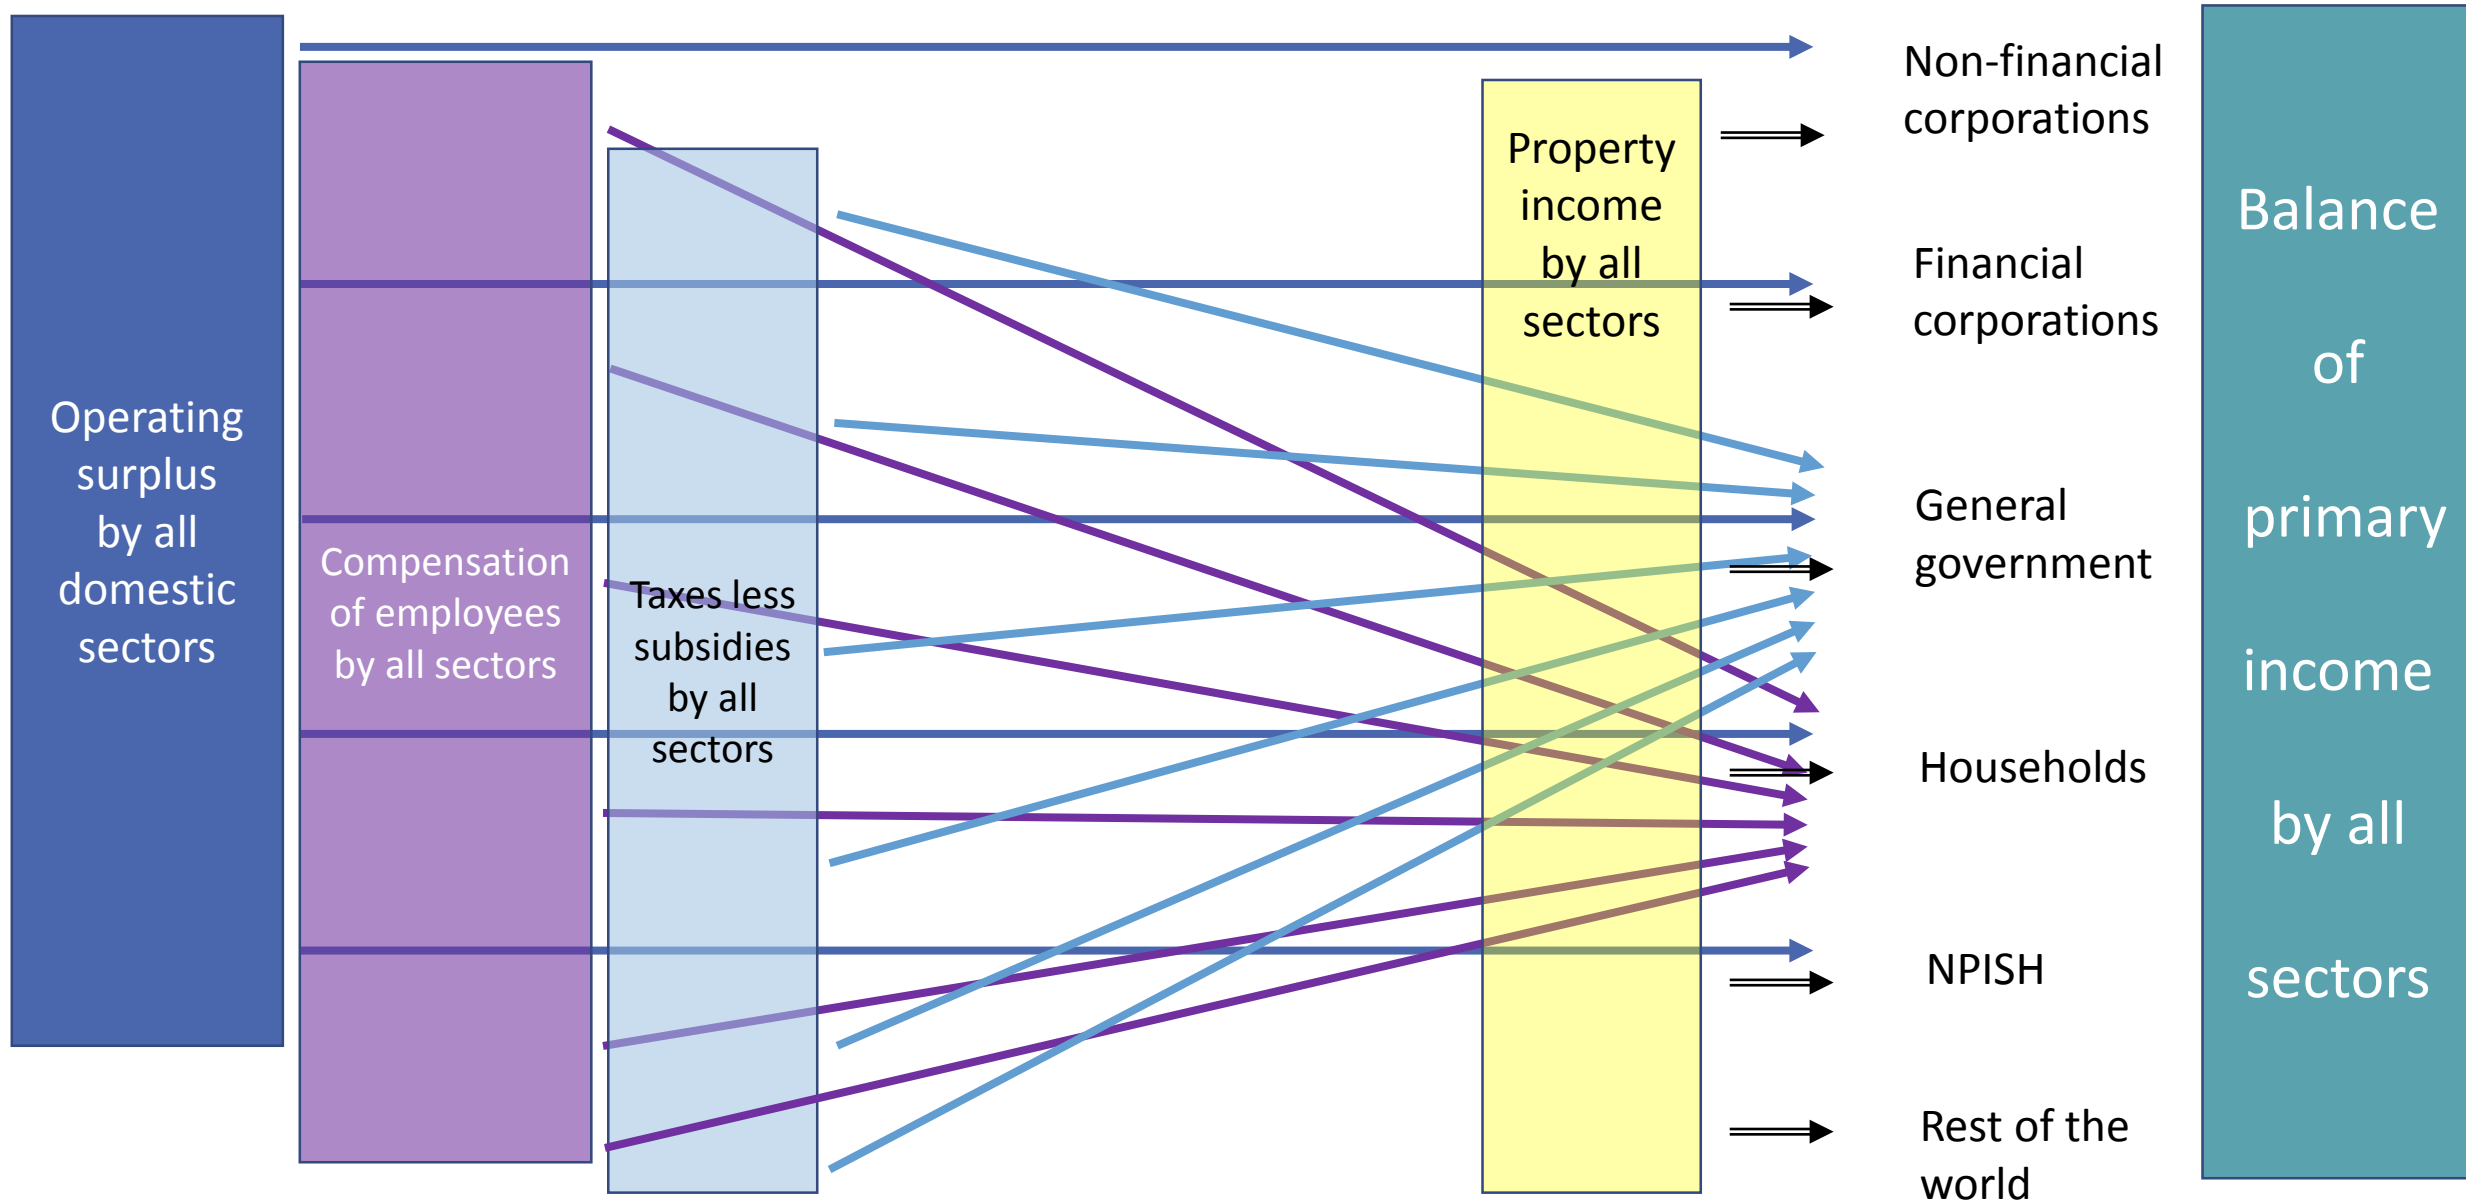 Operating
surplus
by all
domestic
sectors
Compensation
of employees
by all sectors
Taxes less
subsidies
by all
sectors
Property
income
by all
sectors
Non-financial
corporations
Financial
corporations
General
government
Households
NPISH
Rest of the
world
Balance
of
primary
income
by all
sectors